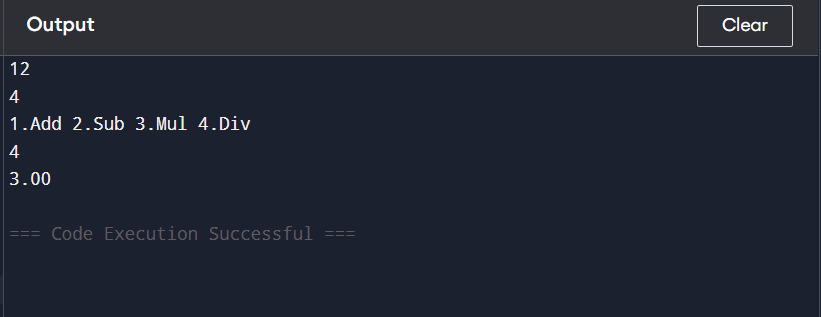 Output
Clear
12
4
1.Add 2.Sub 3.Mul 4.Div
4
3.00
=== Code Execution Successful ===